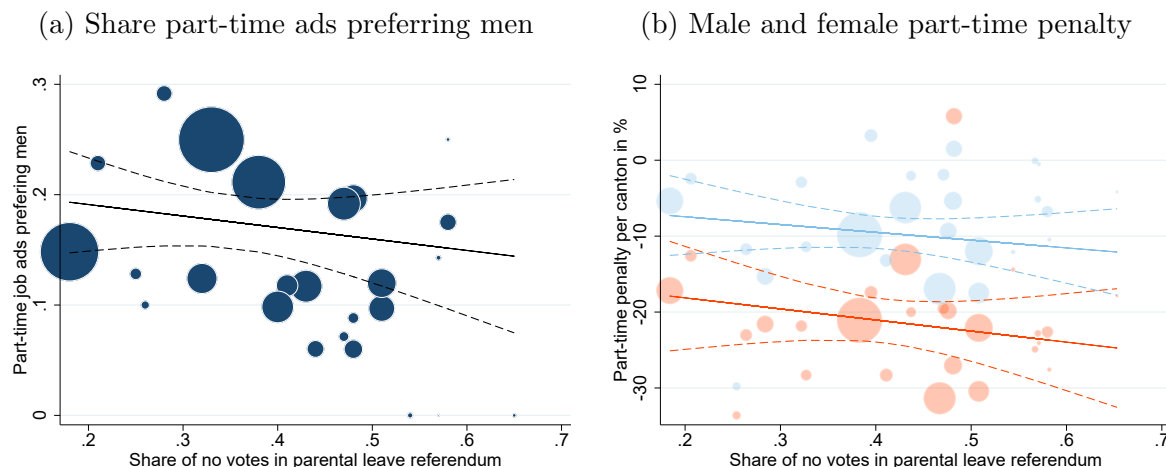 (a) Share part-time ads preferring men
Part-time job ads prefering men
.3
.2
.1
0
.2 .3 .4 .5 .6 .7
Share of no votes in parental leave referendum
(b) Male and female part-time penalty
Part-time penalty per canton in %
10
0
-10
-20
-30
.2 .3 .4 .5 .6 .7
Share of no votes in parental leave referendum